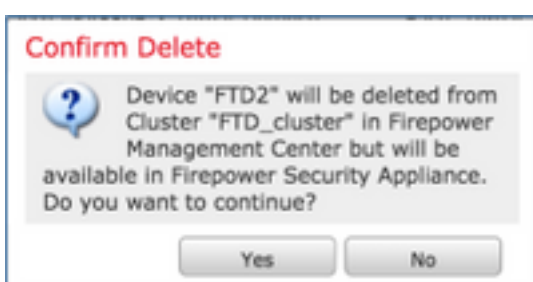 Confirm Delete
Device "FTD2" will be deleted from
Cluster "FTD_cluster" in Firepower
Management Center but will be
available in Firepower Security Appliance.
Do you want to continue?
Yes
No